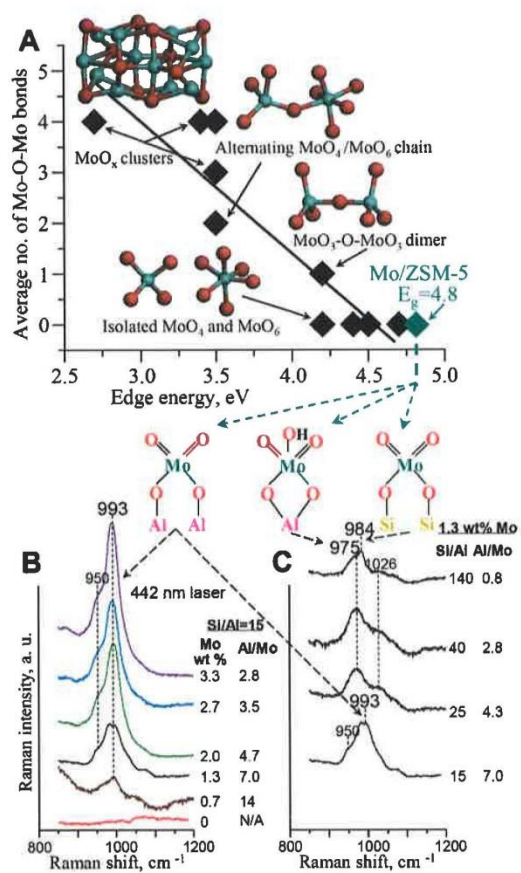 A
Average no. of Mo-O-Mo bonds
5
4
3
2
1
0
MoOx clusters
Alternating MoO4/MoO6 chain
MoO3-O-MoO3 dimer
Mo/ZSM-5
Eg=4.8
Isolated MoO4 and MoO6
2.5 3.0 3.5 4.0 4.5 5.0
Edge energy, eV
O O
Mo
O O
Al Al
OH
O O
Mo
O O
Al
O O
Mo
O O
Si Si
B
Raman intensity, a. u.
993
950
442 nm laser
Si/Al=15
Mo wt % Al/Mo
3.3 2.8
2.7 3.5
2.0 4.7
1.3 7.0
0.7 14
0 N/A
800 1000 1200
Raman shift, cm-1
C
984
975
1026
1.3 wt% Mo
Si/Al Al/Mo
140 0.8
40 2.8
25 4.3
993
950
15 7.0
800 1000 1200
Raman shift, cm-1